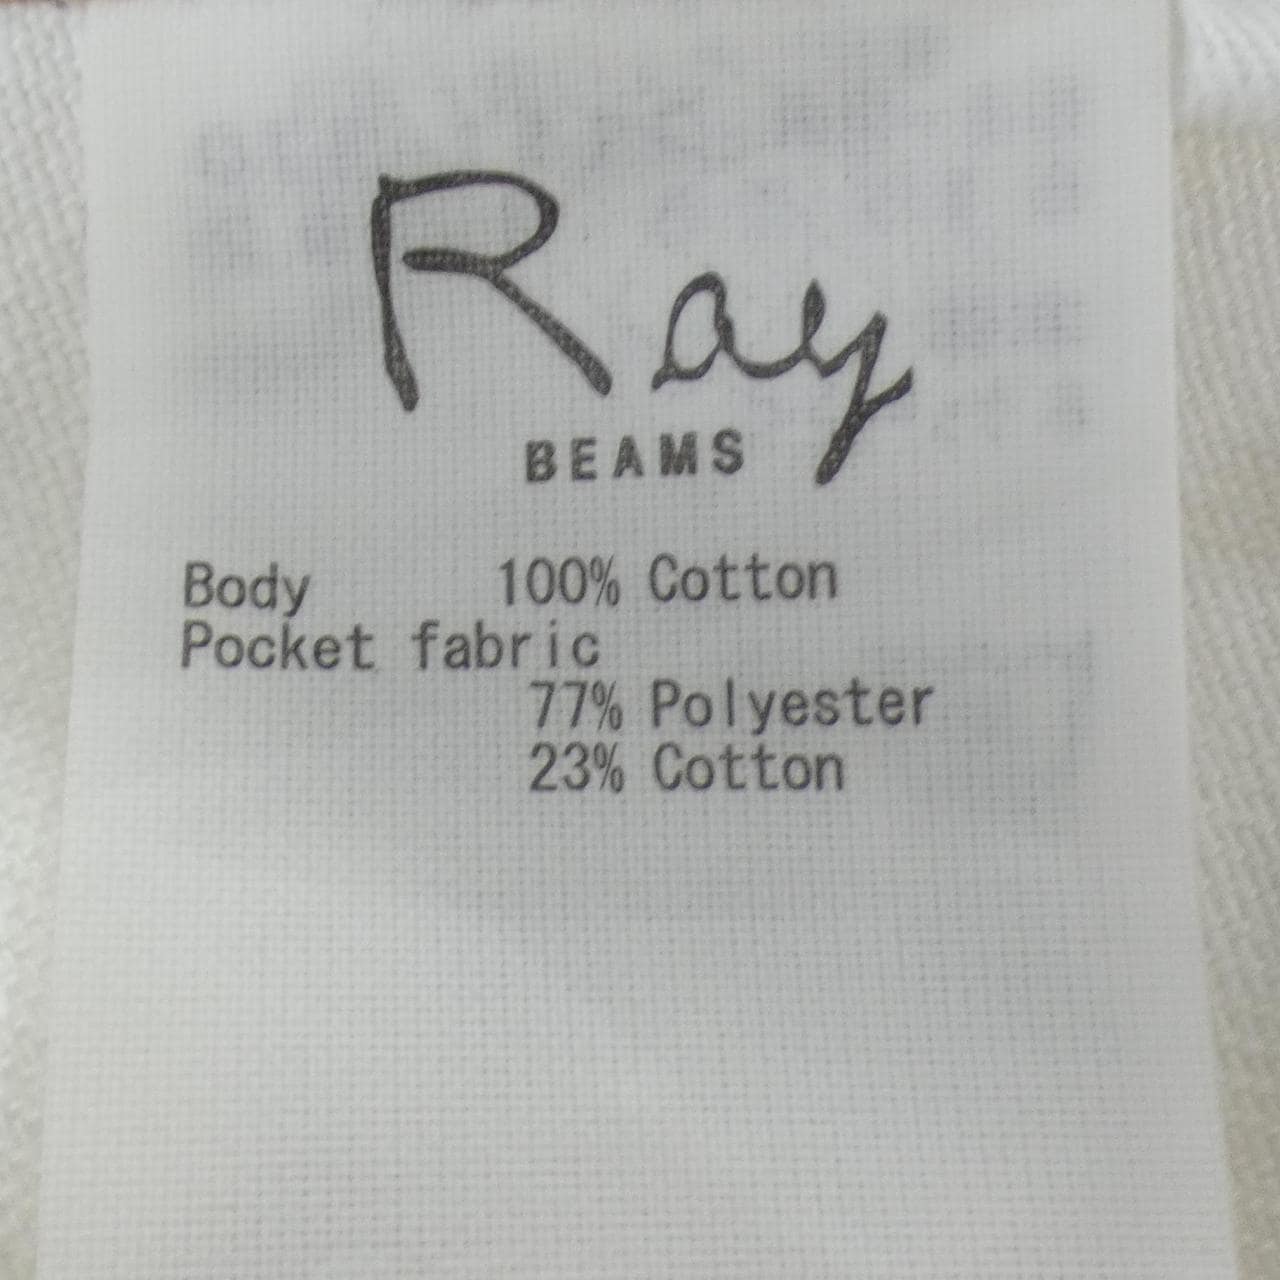 Ray
BEAMS
Body 100% Cotton
Pocket fabric
77% Polyester
23% Cotton